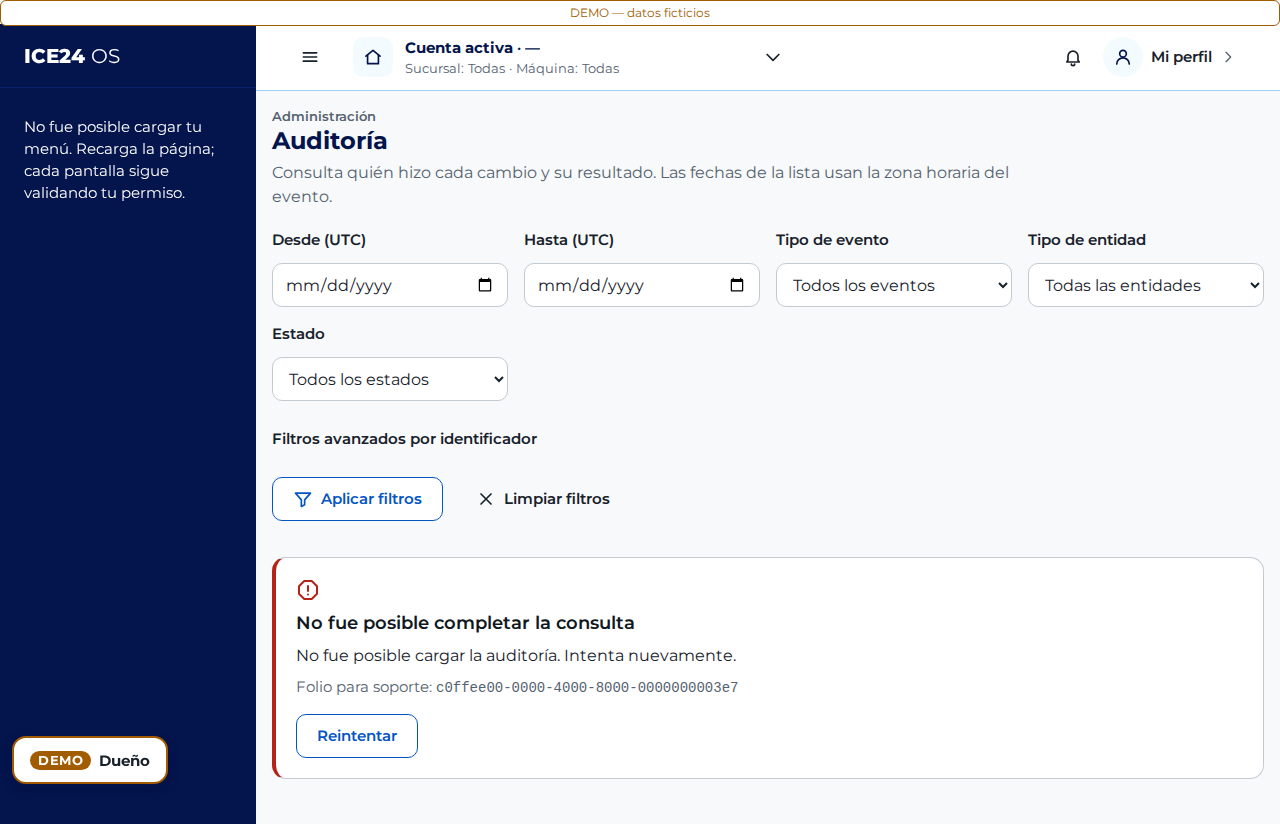 DEMO — datos ficticios
ICE24 OS
No fue posible cargar tu
menú. Recarga la página;
cada pantalla sigue
validando tu permiso.
DEMO Dueño
Cuenta activa · —
Sucursal: Todas · Máquina: Todas
Mi perfil
Administración
Auditoría
Consulta quién hizo cada cambio y su resultado. Las fechas de la lista usan la zona horaria del
evento.
Desde (UTC)
mm/dd/yyyy
Hasta (UTC)
mm/dd/yyyy
Tipo de evento
Todos los eventos
Tipo de entidad
Todas las entidades
Estado
Todos los estados
Filtros avanzados por identificador
Aplicar filtros
Limpiar filtros
No fue posible completar la consulta
No fue posible cargar la auditoría. Intenta nuevamente.
Folio para soporte: c0ffee00-0000-4000-8000-0000000003e7
Reintentar